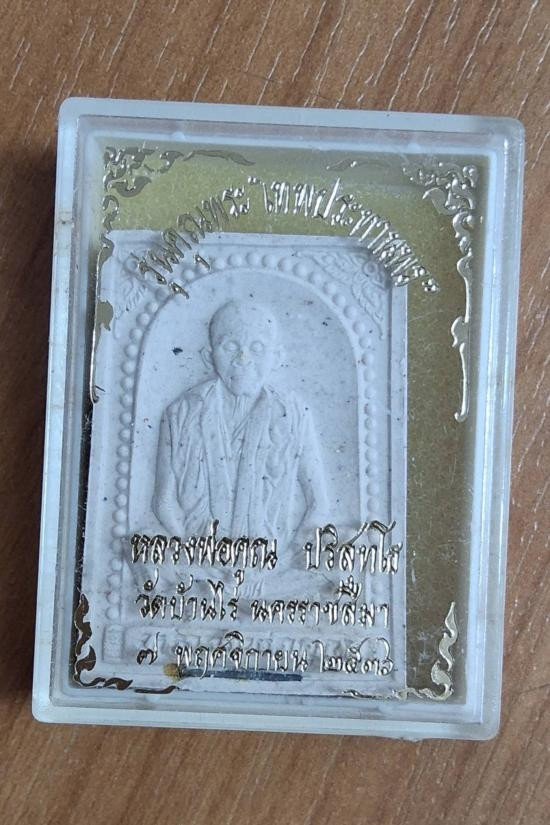 รุ่นคูณพระ "เทพประทานพร"
หลวงพ่อคูณ ปริสุทโธ
วัดบ้านไร่ นครราชสีมา
๗ พฤศจิกายน ๒๕๓๖